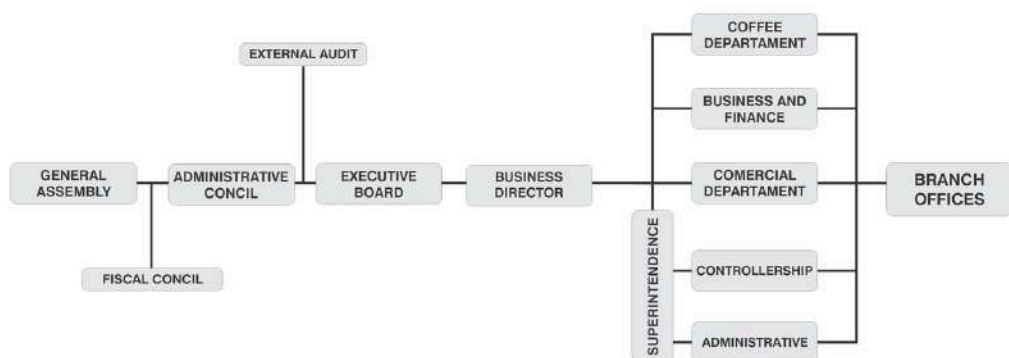 COFFEE
DEPARTAMENT
EXTERNAL AUDIT
BUSINESS AND
FINANCE
GENERAL
ASSEMBLY
ADMINISTRATIVE
CONCIL
EXECUTIVE
BOARD
BUSINESS
DIRECTOR
COMERCIAL
DEPARTAMENT
BRANCH
OFFICES
FISCAL CONCIL
SUPERINTENDENCE
CONTROLLERSHIP
ADMINISTRATIVE